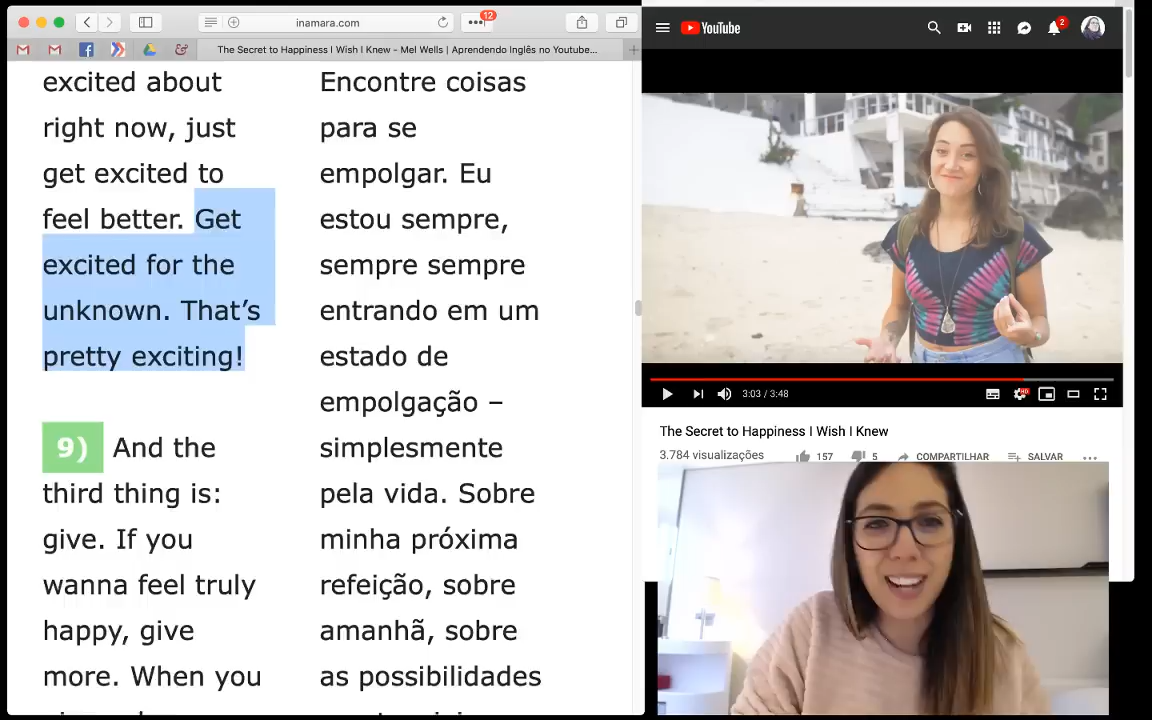 inamara.com
12
The Secret to Happiness I Wish I Knew - Mel Wells | Aprendendo Inglês no Youtube...
excited about
right now, just
get excited to
feel better. Get
excited for the
unknown. That’s
pretty exciting!
9) And the
third thing is:
give. If you
wanna feel truly
happy, give
more. When you
Encontre coisas
para se
empolgar. Eu
estou sempre,
sempre sempre
entrando em um
estado de
empolgação –
simplesmente
pela vida. Sobre
minha próxima
refeição, sobre
amanhã, sobre
as possibilidades
YouTube
2
3:03 / 3:48
HD
The Secret to Happiness I Wish I Knew
3.784 visualizações
157
5
COMPARTILHAR
SALVAR